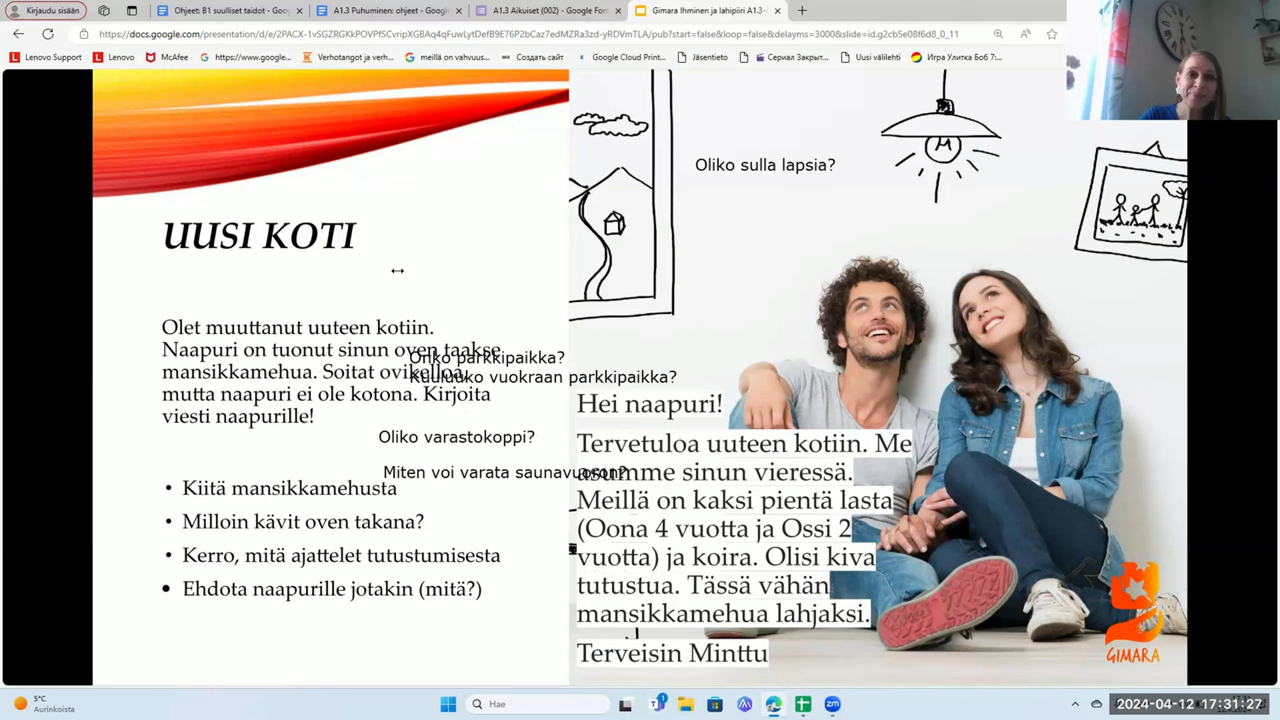 Kirjaudu sisään
Ohjeet: B1 suulliset taidot - Googl
A1.3 Puhuminen: ohjeet - Googl
A1.3 Aikuiset (002) - Google For
Gimara Ihminen ja lahipiiri A1.3-
https://docs.google.com/presentation/d/e/2PACX-1vSGZRGKkPOVPfSCvripXGBAq4qFuwLytDefB9E76P2bCaz7edMZRa3zd-yRDVmTLA/pub?start=false&loop=false&delayms=3000&slide=id.g2cb5e08f6d8_0_11
Lenovo Support
Lenovo
McAfee
https://www.google...
Verhotangot ja verh...
meillä on vahvuus...
Создать сайт
Google Cloud Print...
Jäsentieto
Сериал Закрыт...
Uusi välilehti
Игра Улитка Боб 7:...
UUSI KOTI
Olet muuttanut uuteen kotiin.
Naapuri on tuonut sinun oven taakse
mansikkamehua. Soitat ovikelloa,
mutta naapuri ei ole kotona. Kirjoita
viesti naapurille!
• Kiitä mansikkamehusta
• Milloin kävit oven takana?
• Kerro, mitä ajattelet tutustumisesta
• Ehdota naapurille jotakin (mitä?)
Oliko sulla lapsia?
Onko parkkipaikka?
Kuuluuko vuokraan parkkipaikka?
Oliko varastokoppi?
Miten voi varata saunavuoron?
Hei naapuri!
Tervetuloa uuteen kotiin. Me
asumme sinun vieressä.
Meillä on kaksi pientä lasta
(Oona 4 vuotta ja Ossi 2
vuotta) ja koira. Olisi kiva
tutustua. Tässä vähän
mansikkamehua lahjaksi.
Terveisin Minttu
GIMARA
5°C
Aurinkoista
Hae
2024-04-12 17:31:27